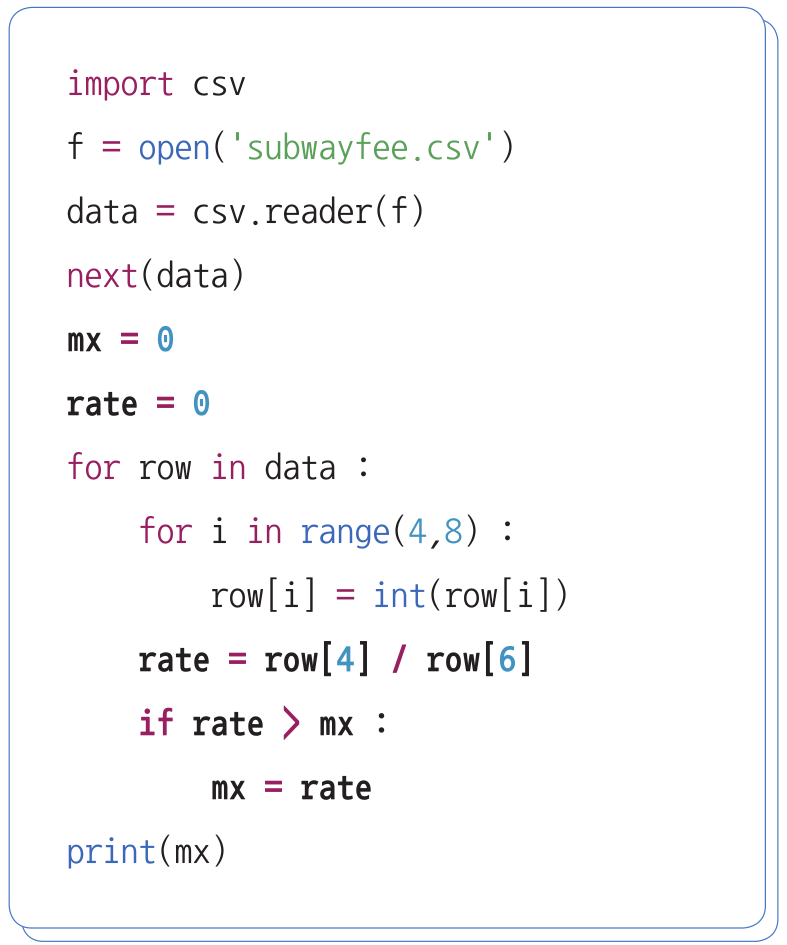 import csv
f = open('subwayfee.csv')
data = csv.reader(f)
next(data)
mx = 0
rate = 0
for row in data :
    for i in range(4,8) :
        row[i] = int(row[i])
    rate = row[4] / row[6]
    if rate > mx :
        mx = rate
print(mx)